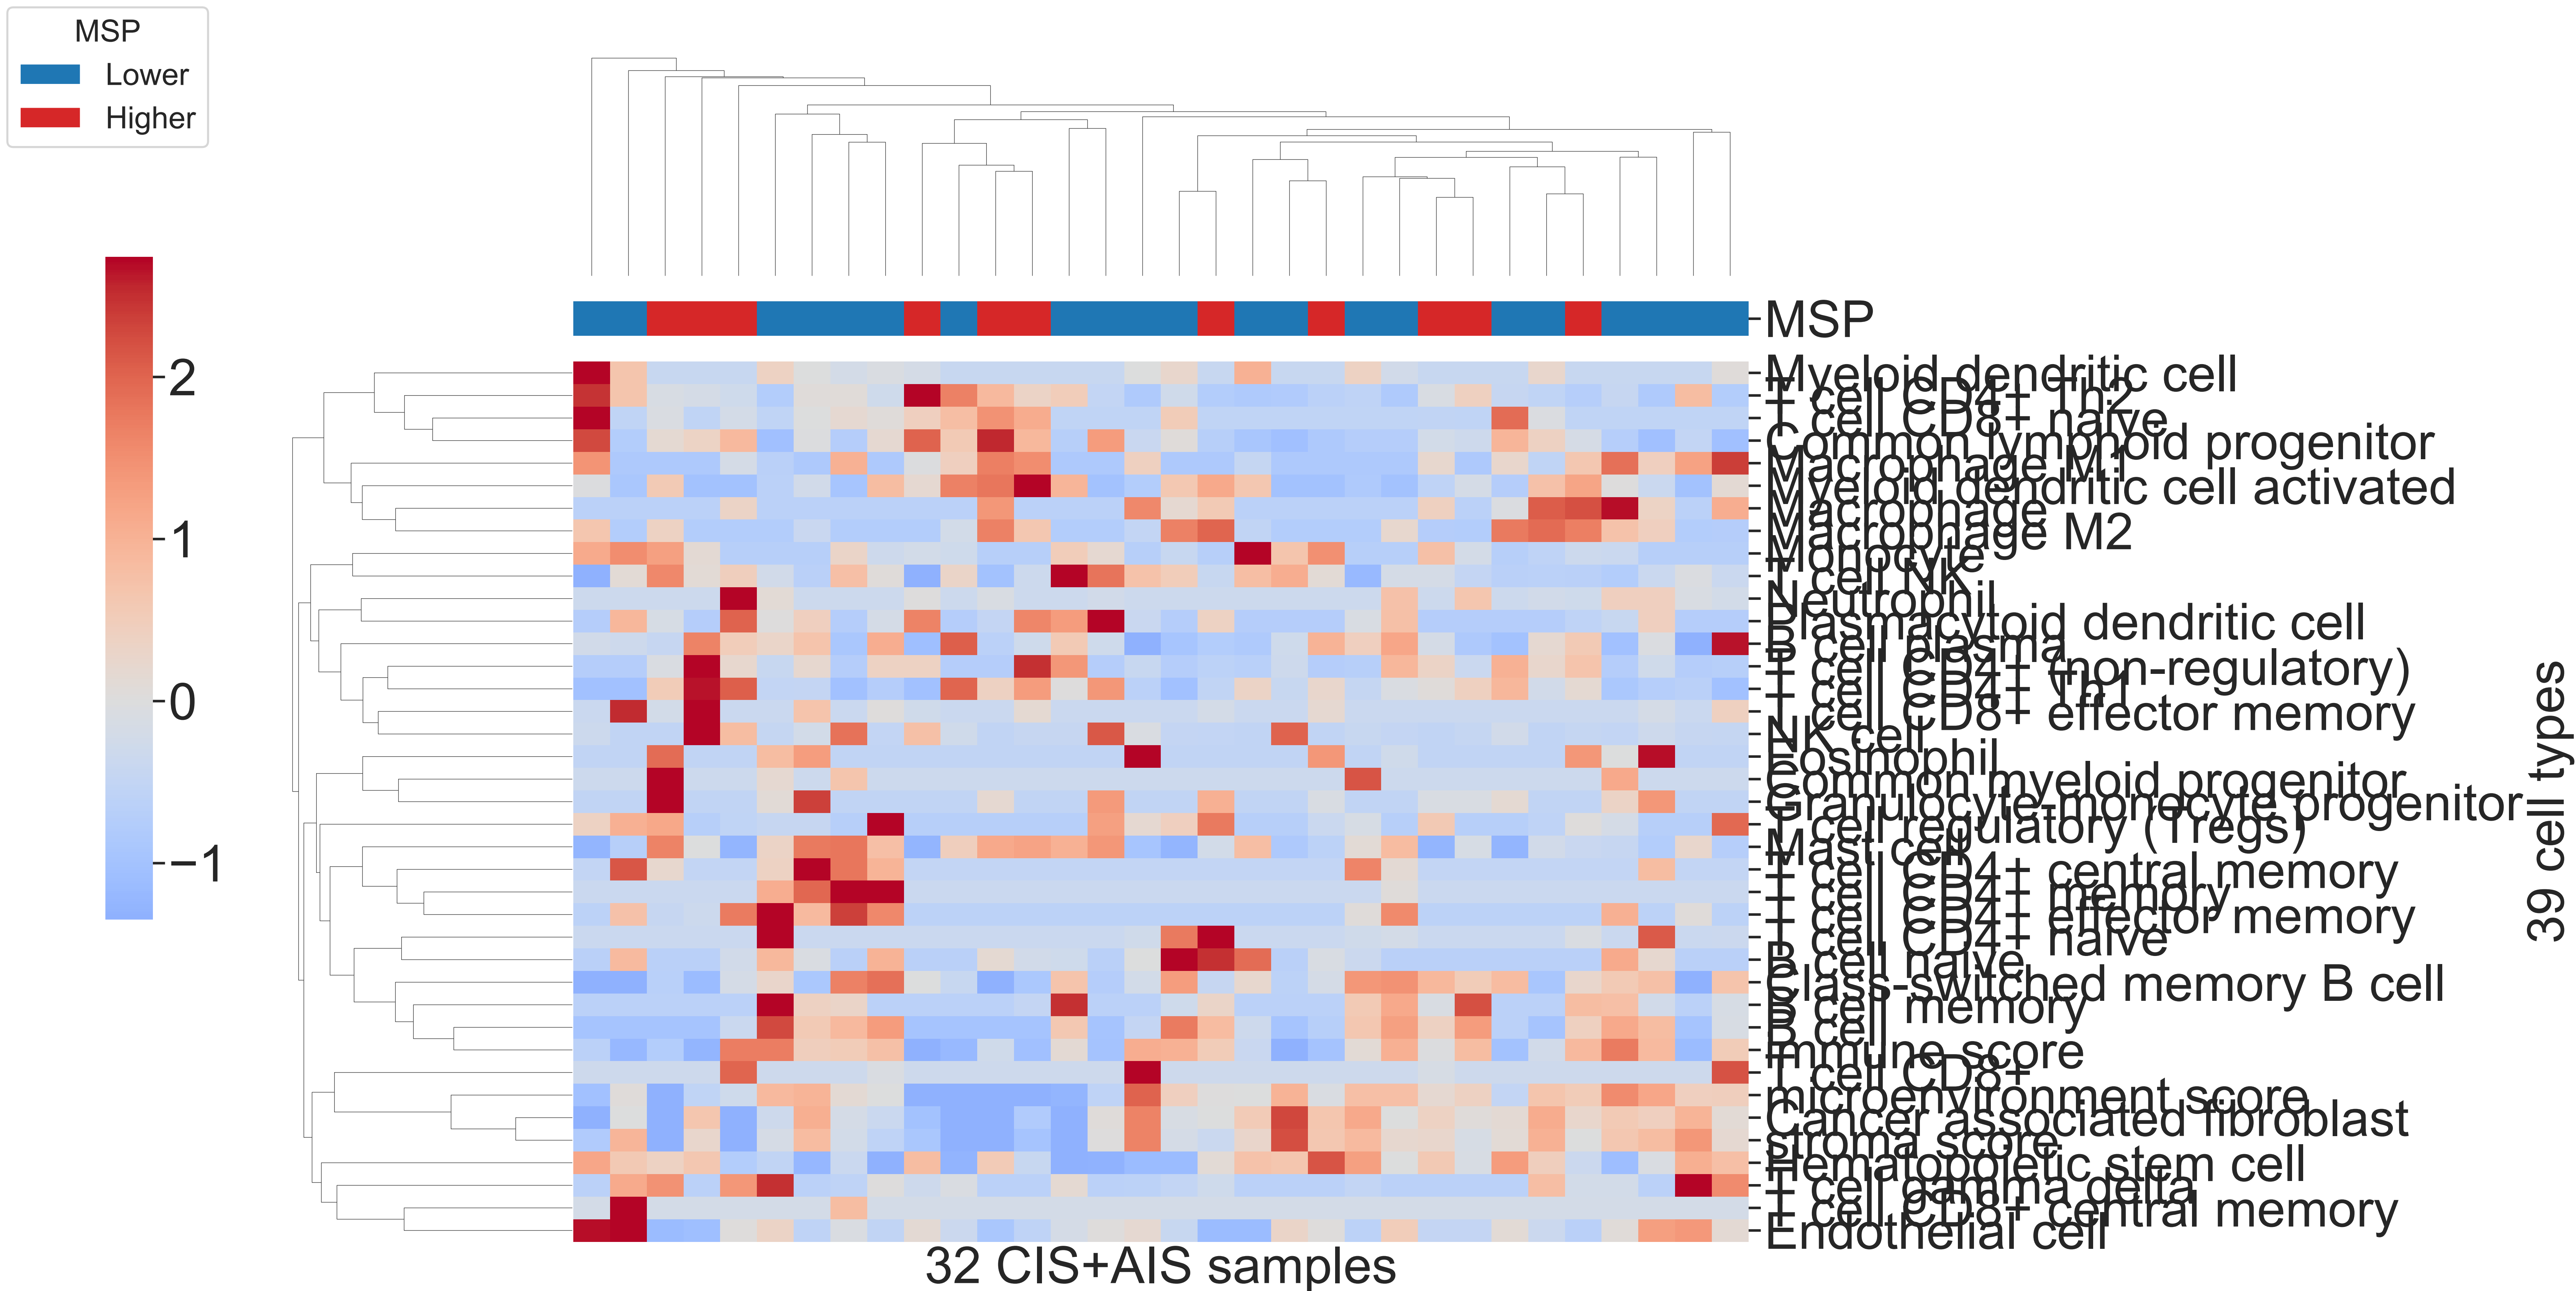 MSP
Lower
Higher
2
1
0
−1
MSP
Myeloid dendritic cell
T cell CD4+ Th2
T cell CD8+ naive
Common lymphoid progenitor
Macrophage M1
Myeloid dendritic cell activated
Macrophage
Macrophage M2
Monocyte
T cell NK
Neutrophil
Plasmacytoid dendritic cell
B cell plasma
T cell CD4+ (non-regulatory)
T cell CD4+ Th1
T cell CD8+ effector memory
NK cell
Eosinophil
Common myeloid progenitor
Granulocyte-monocyte progenitor
T cell regulatory (Tregs)
Mast cell
T cell CD4+ central memory
T cell CD4+ memory
T cell CD4+ effector memory
T cell CD4+ naive
B cell naive
Class-switched memory B cell
B cell memory
B cell
immune score
T cell CD8+
microenvironment score
Cancer associated fibroblast
stroma score
Hematopoietic stem cell
T cell gamma delta
T cell CD8+ central memory
Endothelial cell
39 cell types
32 CIS+AIS samples